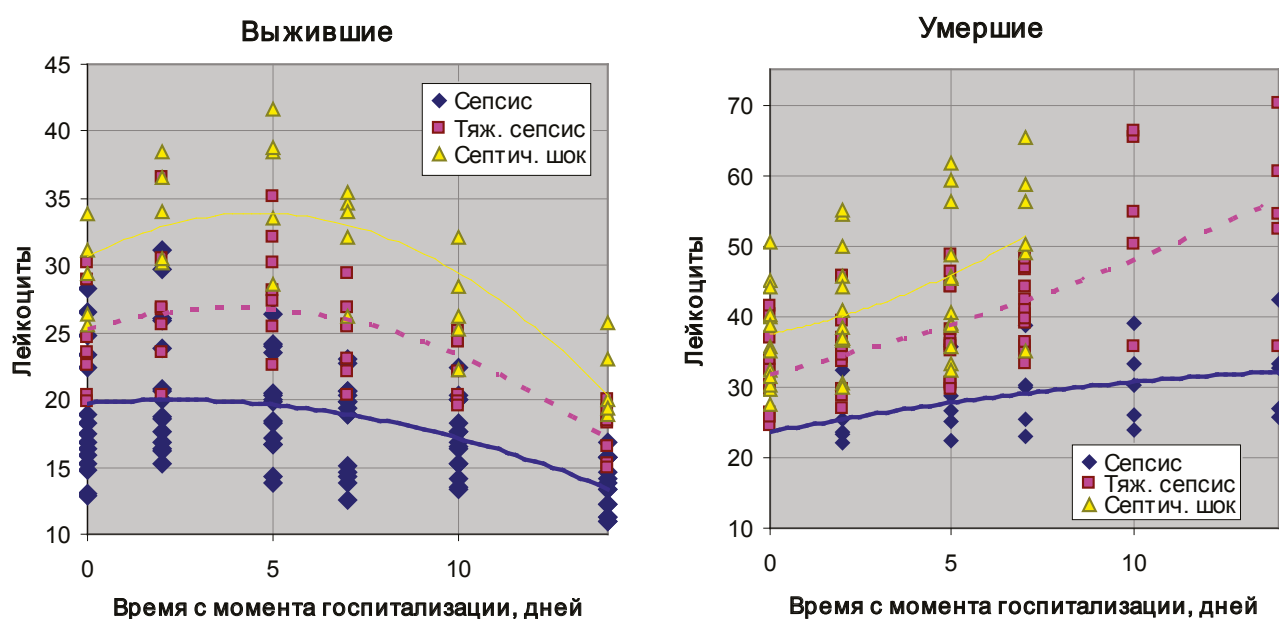 Выжившие
45
40
35
30
25
20
15
10
Лейкоциты
Сепсис
Тяж. сепсис
Септич. шок
0
5
10
Время с момента госпитализации, дней
Умершие
70
60
50
40
30
20
10
Лейкоциты
Сепсис
Тяж. сепсис
Септич. шок
0
5
10
Время с момента госпитализации, дней